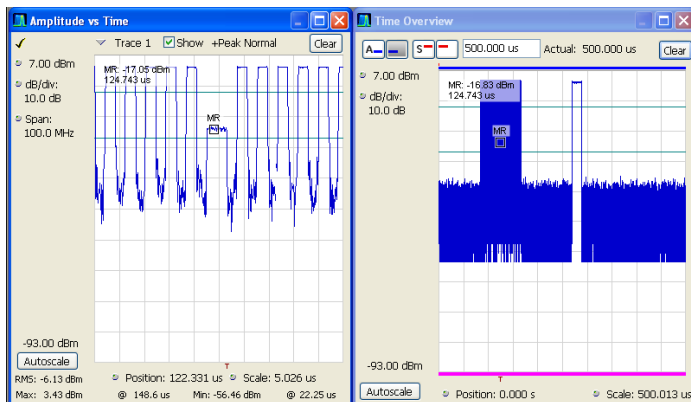 Amplitude vs Time
Trace 1 Show +Peak Normal Clear
7.00 dBm
dB/div:
10.0 dB
Span:
100.0 MHz
MR: -17.05 dBm
124.743 us
MR
-93.00 dBm
Autoscale
T
Position: 122.331 us Scale: 5.026 us
RMS: -6.13 dBm
Max: 3.43 dBm @ 148.6 us Min: -56.46 dBm @ 22.25 us
Time Overview
A S 500.000 us Actual: 500.000 us Clear
7.00 dBm
dB/div:
10.0 dB
MR: -16.83 dBm
124.743 us
MR
-93.00 dBm
T
Autoscale Position: 0.000 s Scale: 500.013 us